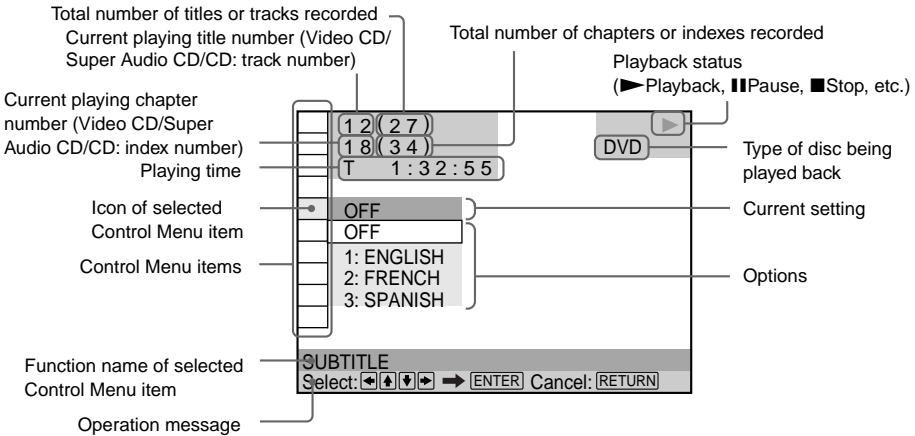 Total number of titles or tracks recorded
Current playing title number (Video CD/
Super Audio CD/CD: track number)
Total number of chapters or indexes recorded
Playback status
(►Playback, ❚❚Pause, ■Stop, etc.)
Current playing chapter
number (Video CD/Super
Audio CD/CD: index number)
Playing time
Icon of selected
Control Menu item
Control Menu items
Function name of selected
Control Menu item
Operation message
12(27)
18(34)
T 1:32:55
►
DVD
OFF
OFF
1: ENGLISH
2: FRENCH
3: SPANISH
SUBTITLE
Select: ← ↑ ↓ → ➡ ENTER Cancel: RETURN
Type of disc being
played back
Current setting
Options